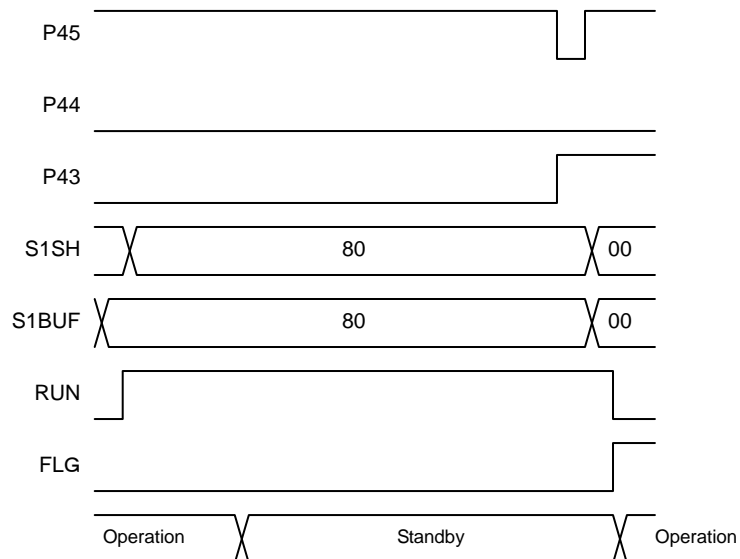 P45
P44
P43
S1SH 80 00
S1BUF 80 00
RUN
FLG
Operation Standby Operation